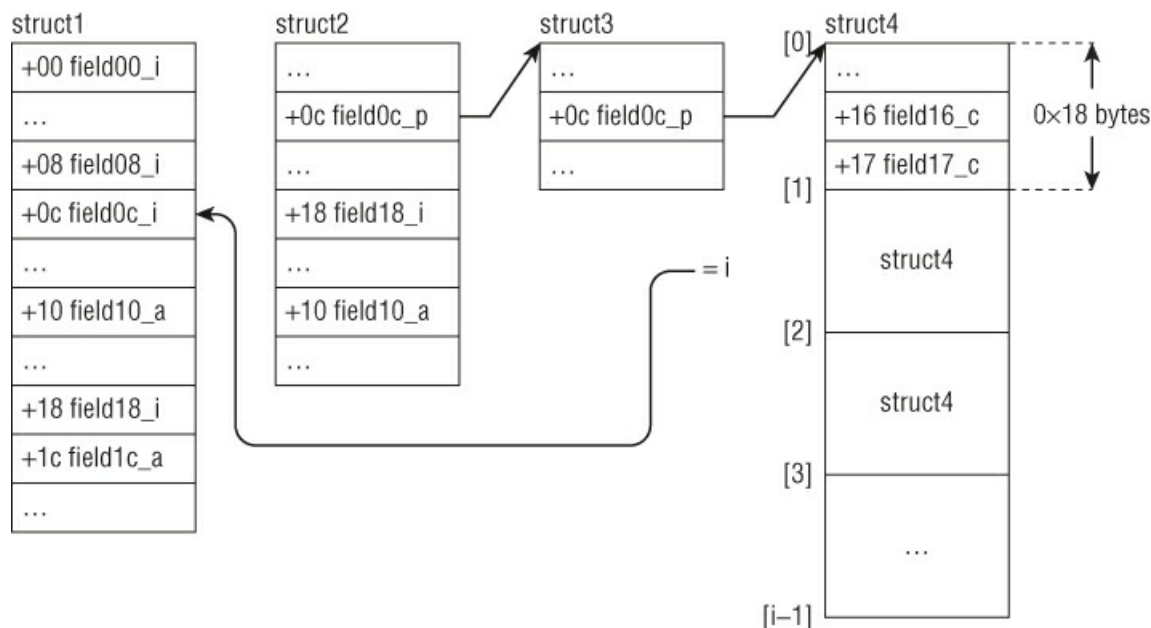 struct1
+00 field00_i
...
+08 field08_i
+0c field0c_i
...
+10 field10_a
...
+18 field18_i
+1c field1c_a
...
struct2
...
+0c field0c_p
...
+18 field18_i
...
+10 field10_a
...
struct3
...
+0c field0c_p
...
= i
struct4
[0]
...
+16 field16_c
+17 field17_c
0×18 bytes
[1]
struct4
[2]
struct4
[3]
...
[i–1]